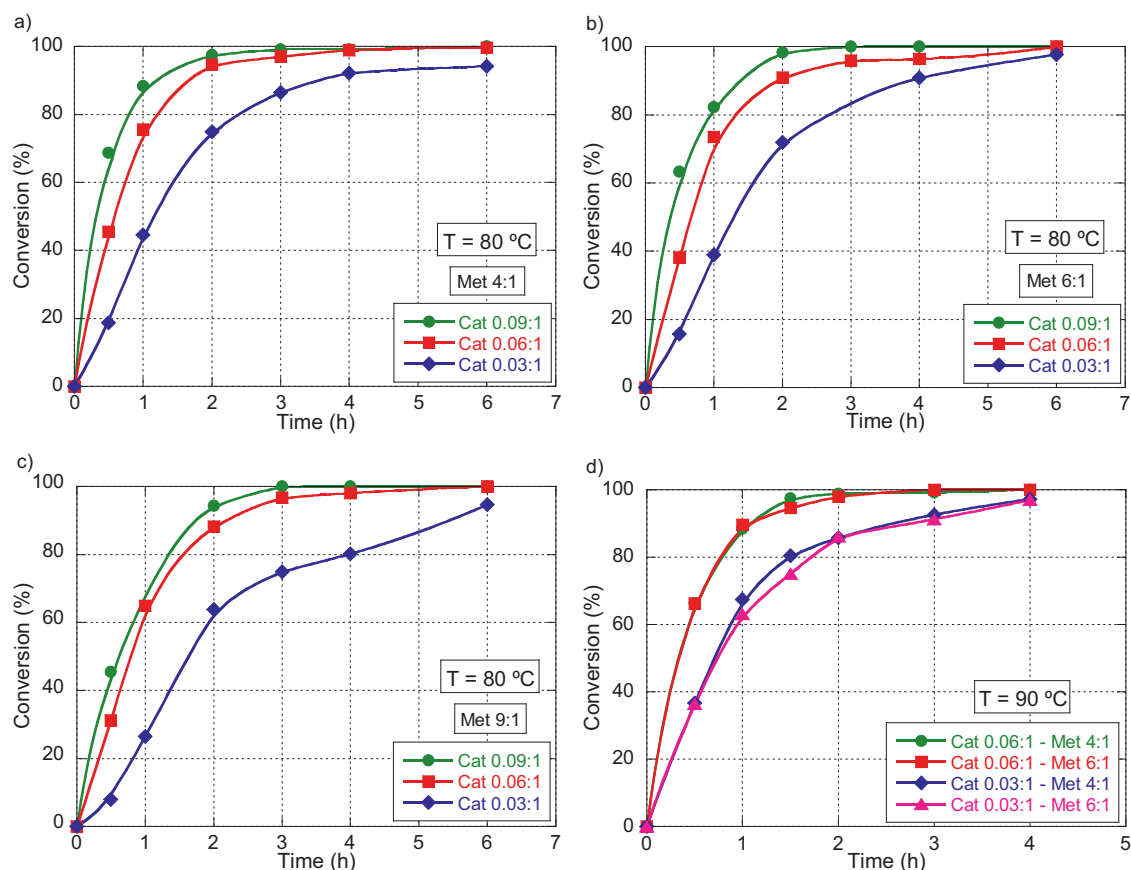 a)
Conversion (%)
100
80
60
40
20
0
T = 80 ºC
Met 4:1
Cat 0.09:1
Cat 0.06:1
Cat 0.03:1
0 1 2 3 4 5 6 7
Time (h)
b)
Conversion (%)
100
80
60
40
20
0
T = 80 ºC
Met 6:1
Cat 0.09:1
Cat 0.06:1
Cat 0.03:1
0 1 2 3 4 5 6 7
Time (h)
c)
Conversion (%)
100
80
60
40
20
0
T = 80 ºC
Met 9:1
Cat 0.09:1
Cat 0.06:1
Cat 0.03:1
0 1 2 3 4 5 6 7
Time (h)
d)
Conversion (%)
100
80
60
40
20
0
T = 90 ºC
Cat 0.06:1 - Met 4:1
Cat 0.06:1 - Met 6:1
Cat 0.03:1 - Met 4:1
Cat 0.03:1 - Met 6:1
0 1 2 3 4 5
Time (h)